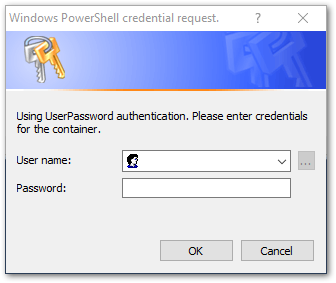 Windows PowerShell credential request.
Using UserPassword authentication. Please enter credentials
for the container.
User name:
...
Password:
OK
Cancel